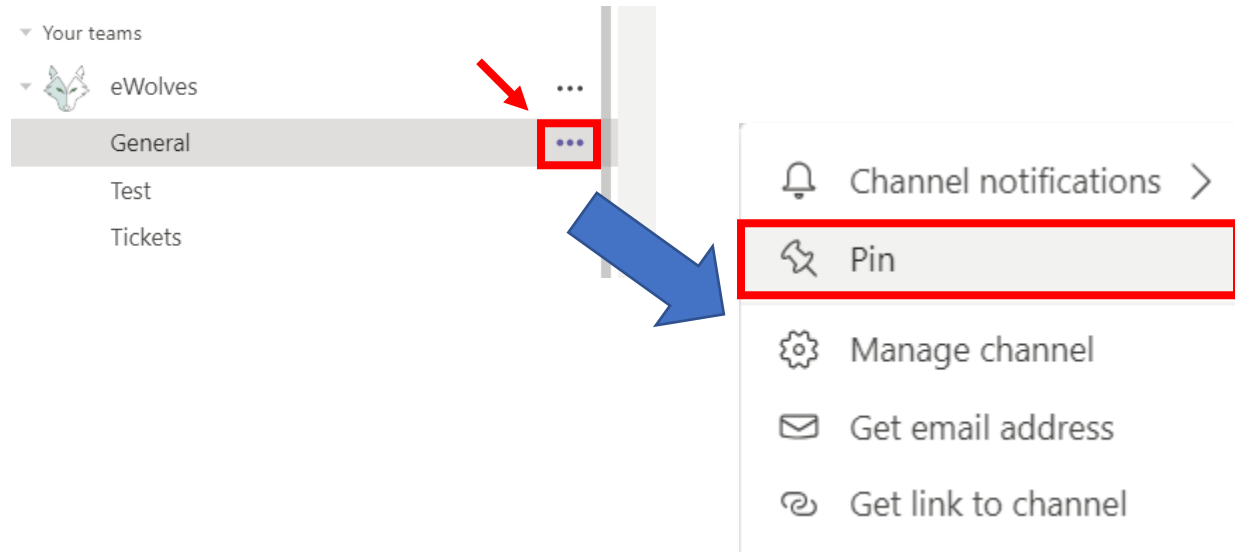 Your teams
eWolves
General
Test
Tickets
Channel notifications
Pin
Manage channel
Get email address
Get link to channel